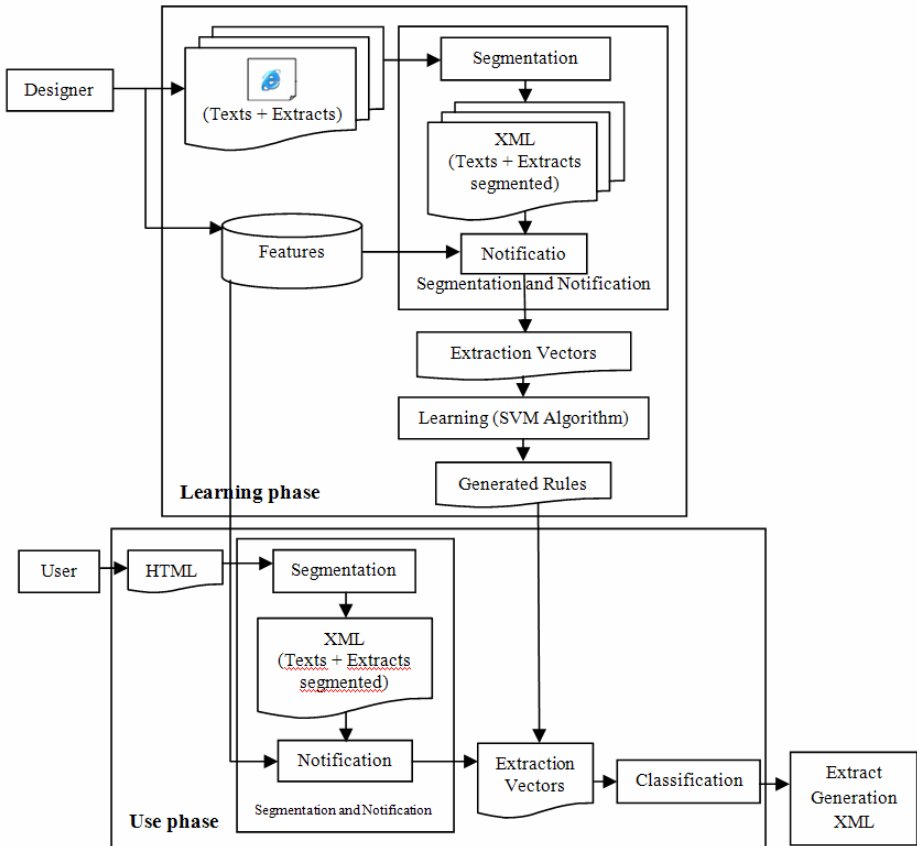 Designer
(Texts + Extracts)
Segmentation
XML
(Texts + Extracts
segmented)
Features
Notificatio
Segmentation and Notification
Extraction Vectors
Learning (SVM Algorithm)
Generated Rules
Learning phase
User
HTML
Segmentation
XML
(Texts + Extracts
segmented)
Notification
Segmentation and Notification
Extraction
Vectors
Classification
Extract
Generation
XML
Use phase